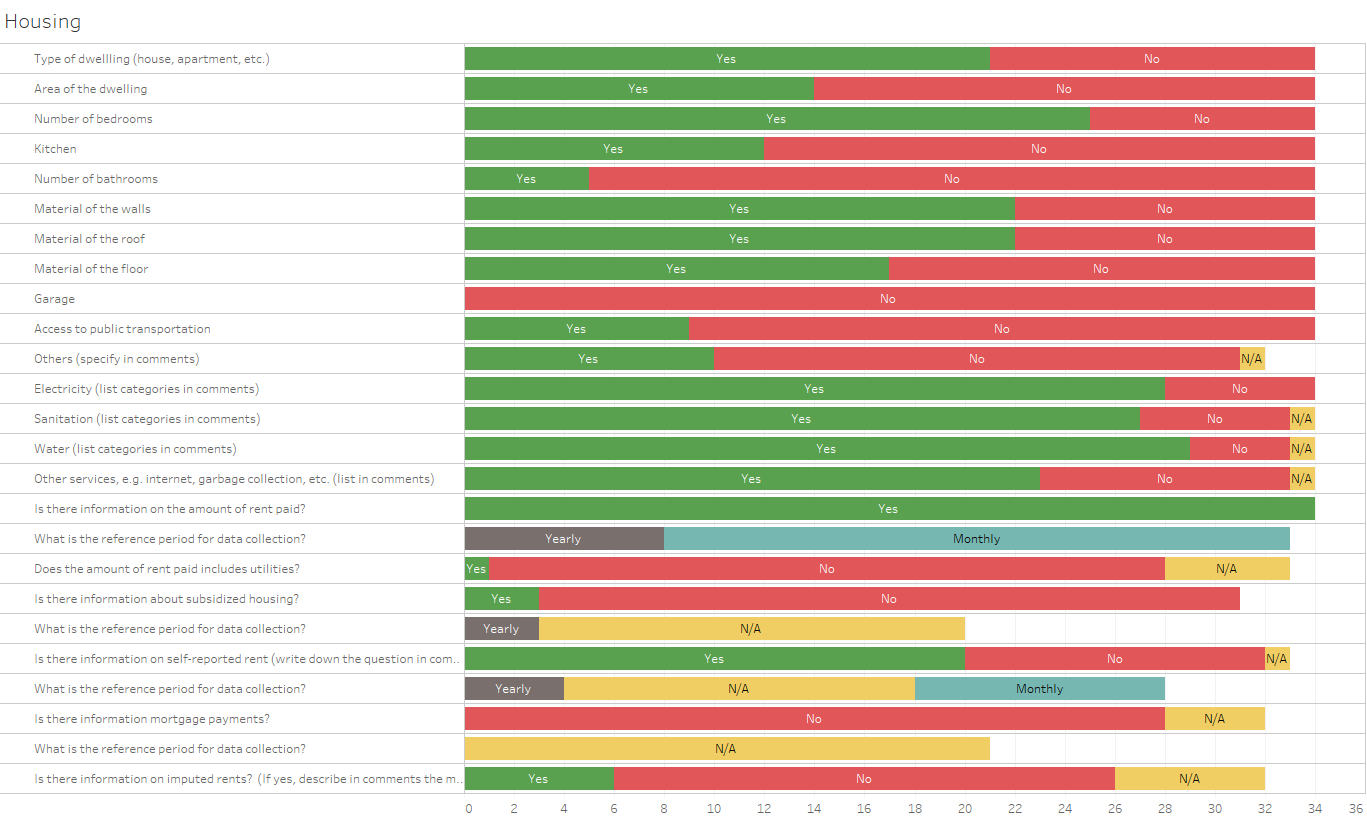 Housing
Type of dwellling (house, apartment, etc.) Yes No
Area of the dwelling Yes No
Number of bedrooms Yes No
Kitchen Yes No
Number of bathrooms Yes No
Material of the walls Yes No
Material of the roof Yes No
Material of the floor Yes No
Garage No
Access to public transportation Yes No
Others (specify in comments) Yes No N/A
Electricity (list categories in comments) Yes No
Sanitation (list categories in comments) Yes No N/A
Water (list categories in comments) Yes No N/A
Other services, e.g. internet, garbage collection, etc. (list in comments) Yes No N/A
Is there information on the amount of rent paid? Yes
What is the reference period for data collection? Yearly Monthly
Does the amount of rent paid includes utilities? Yes No N/A
Is there information about subsidized housing? Yes No
What is the reference period for data collection? Yearly N/A
Is there information on self-reported rent (write down the question in com.. Yes No N/A
What is the reference period for data collection? Yearly N/A Monthly
Is there information mortgage payments? No N/A
What is the reference period for data collection? N/A
Is there information on imputed rents? (If yes, describe in comments the m.. Yes No N/A
0 2 4 6 8 10 12 14 16 18 20 22 24 26 28 30 32 34 36